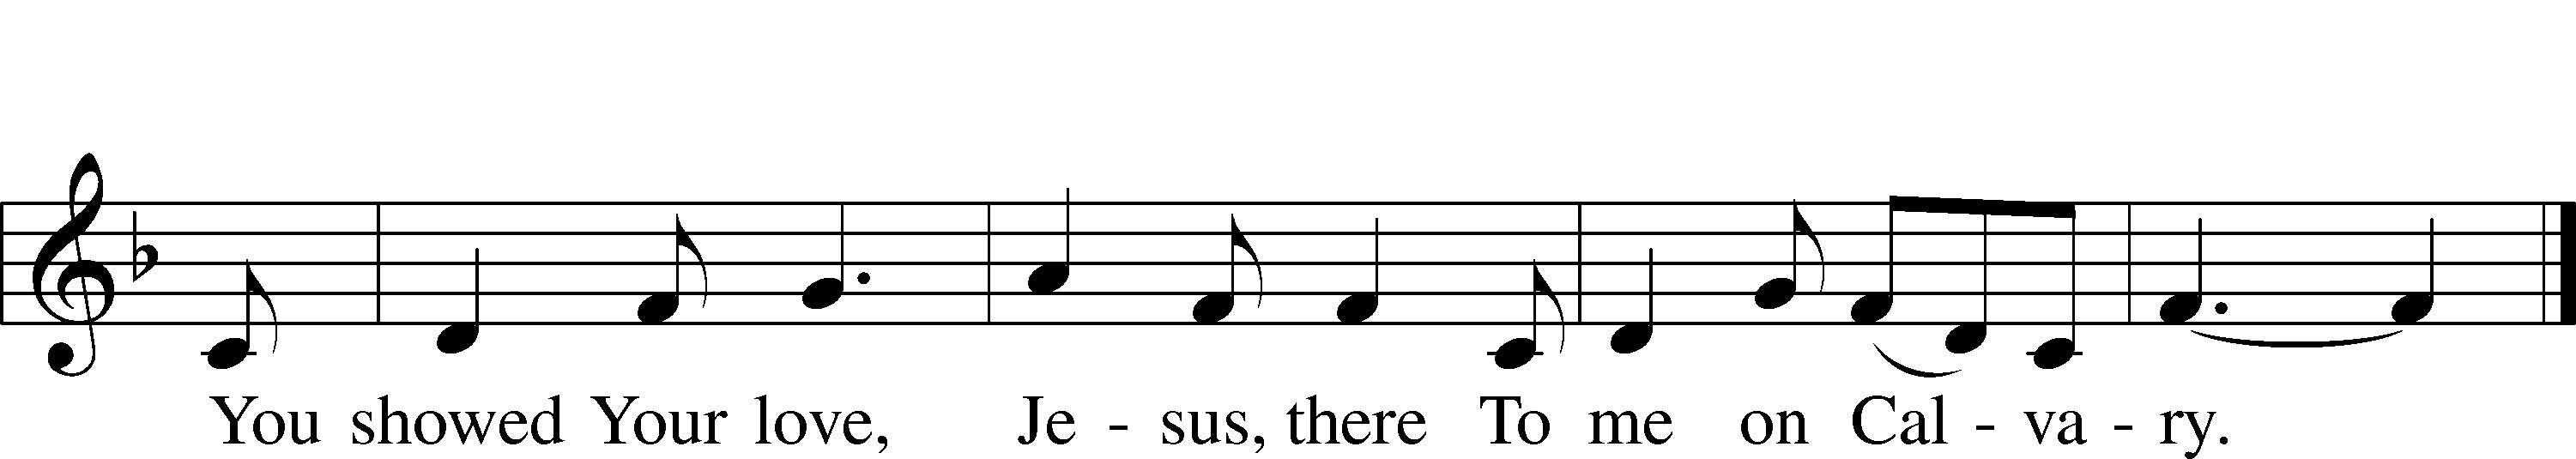 You showed Your love, Je - sus, there To me on Cal - va - ry.